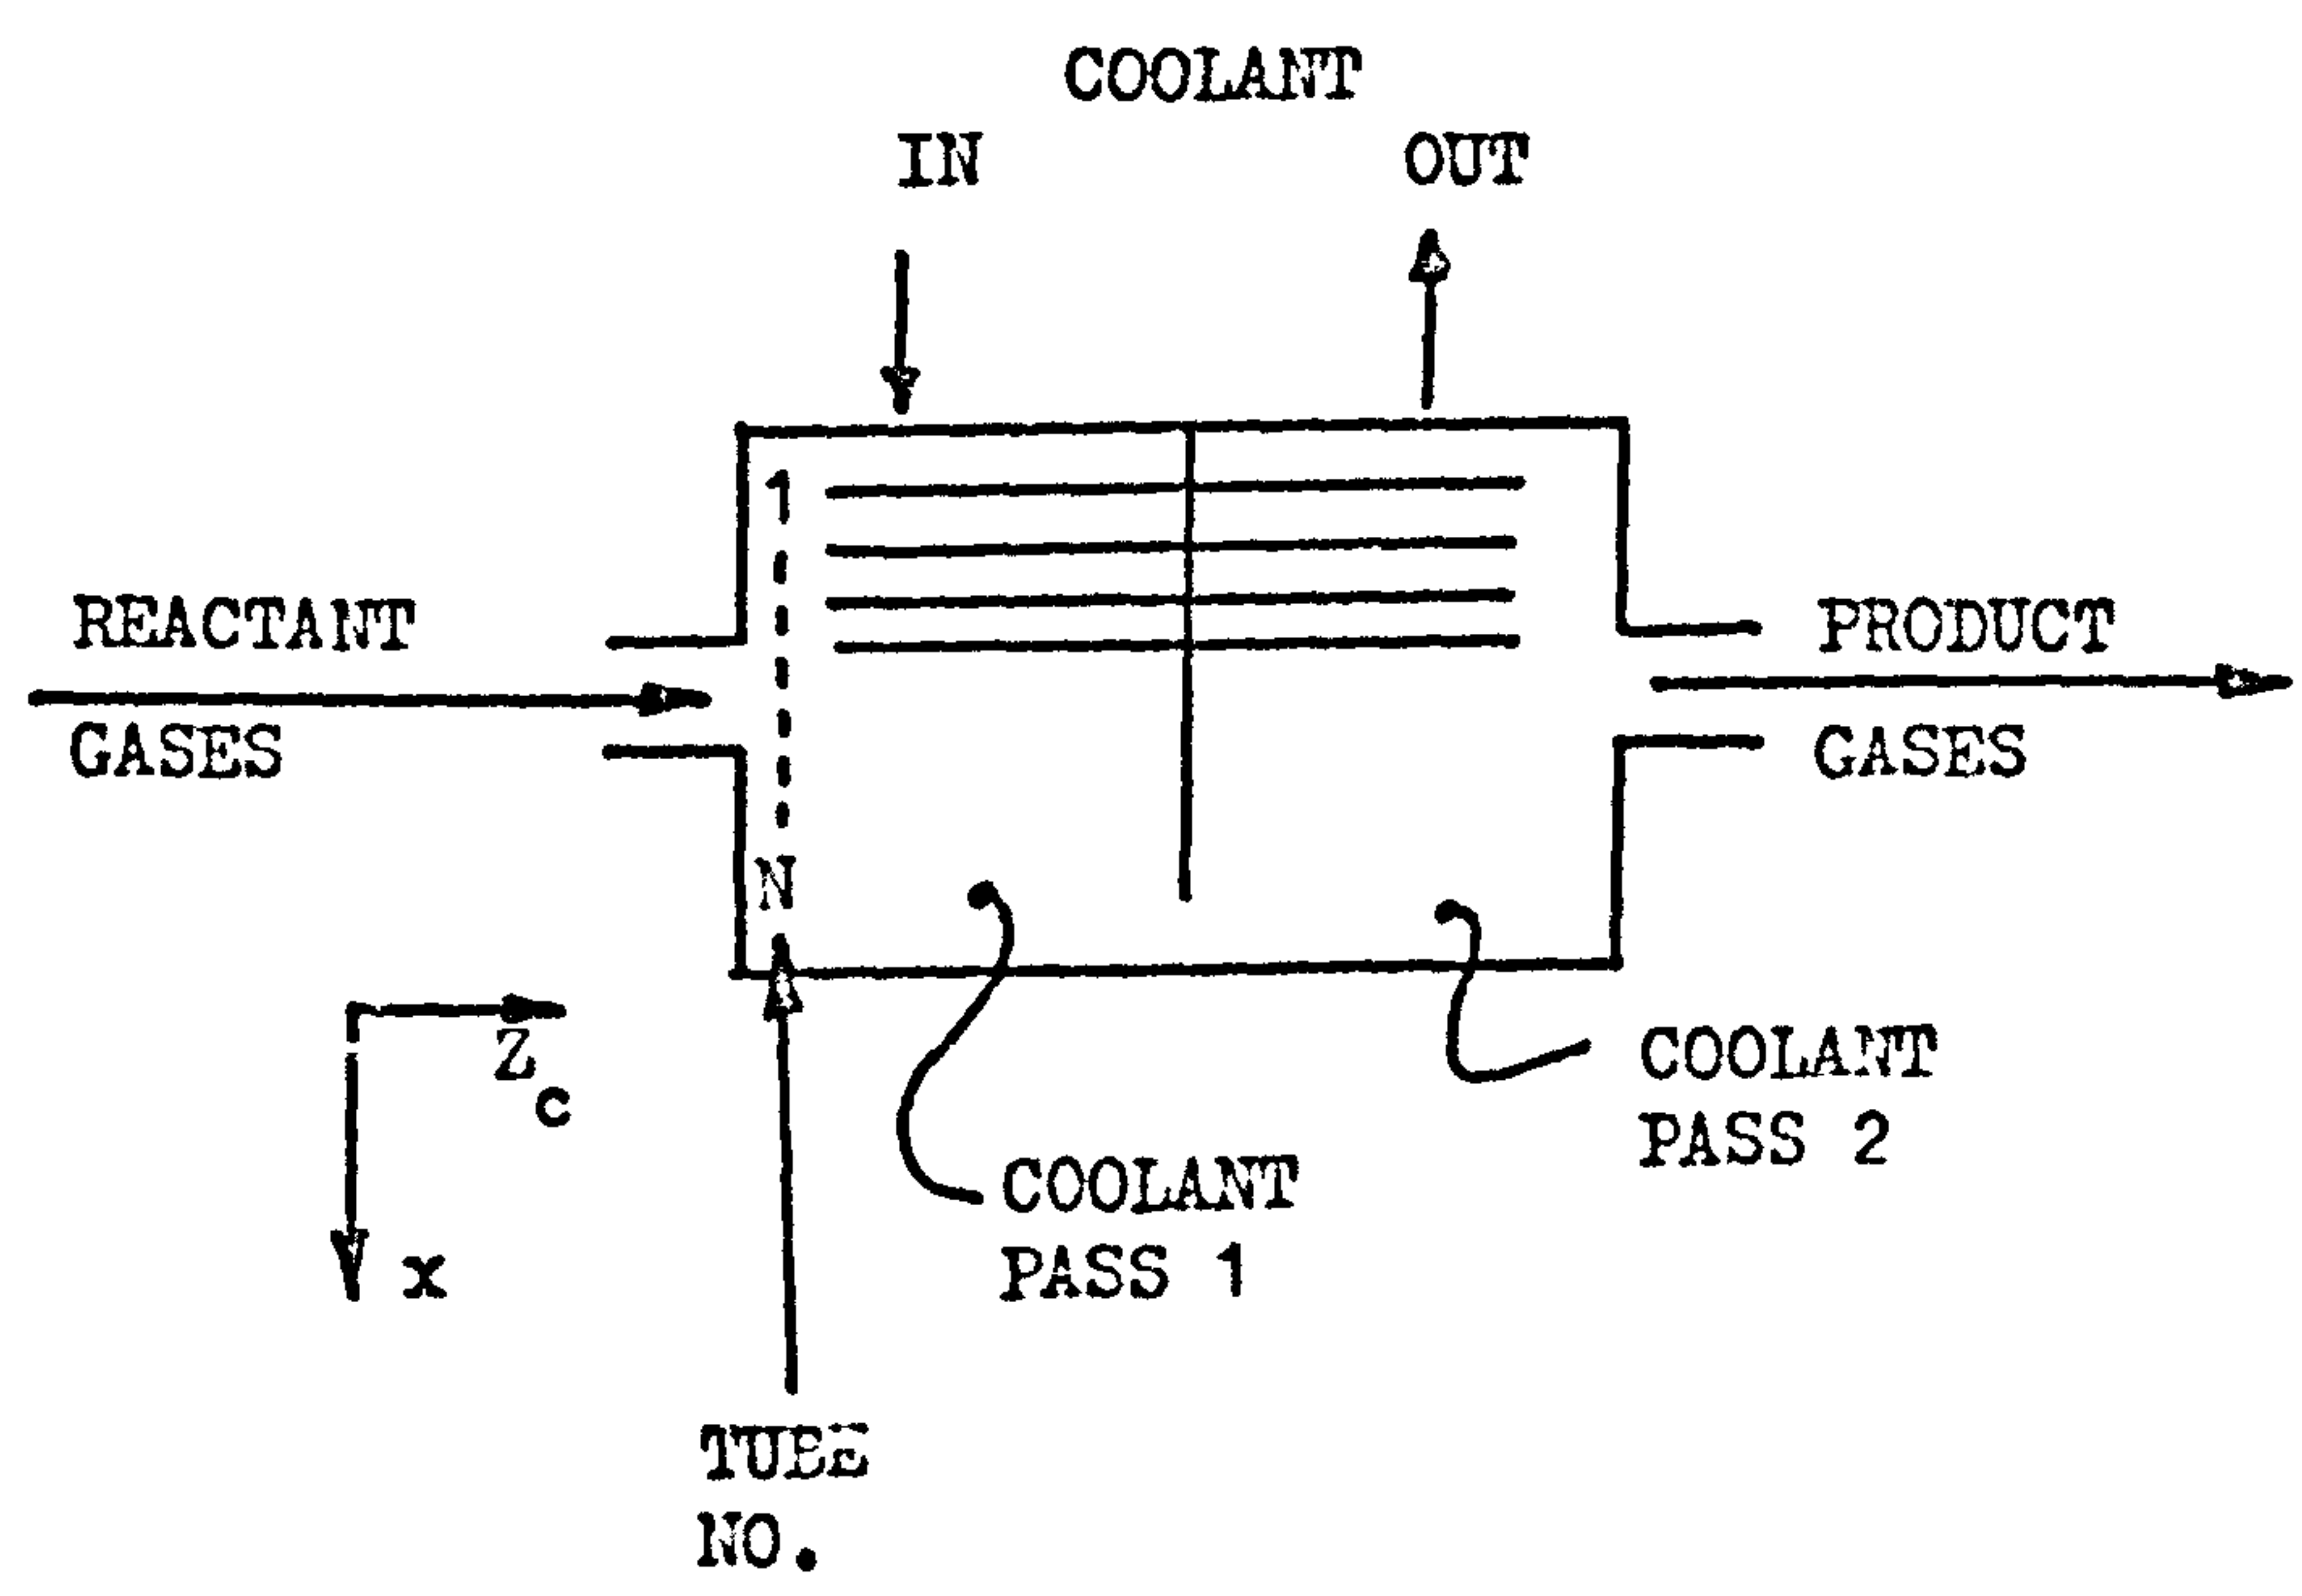 COOLANT
IN OUT
1
REACTANT
GASES
PRODUCT
GASES
N
Z
c
x
COOLANT
PASS 1
COOLANT
PASS 2
TUBE
NO.